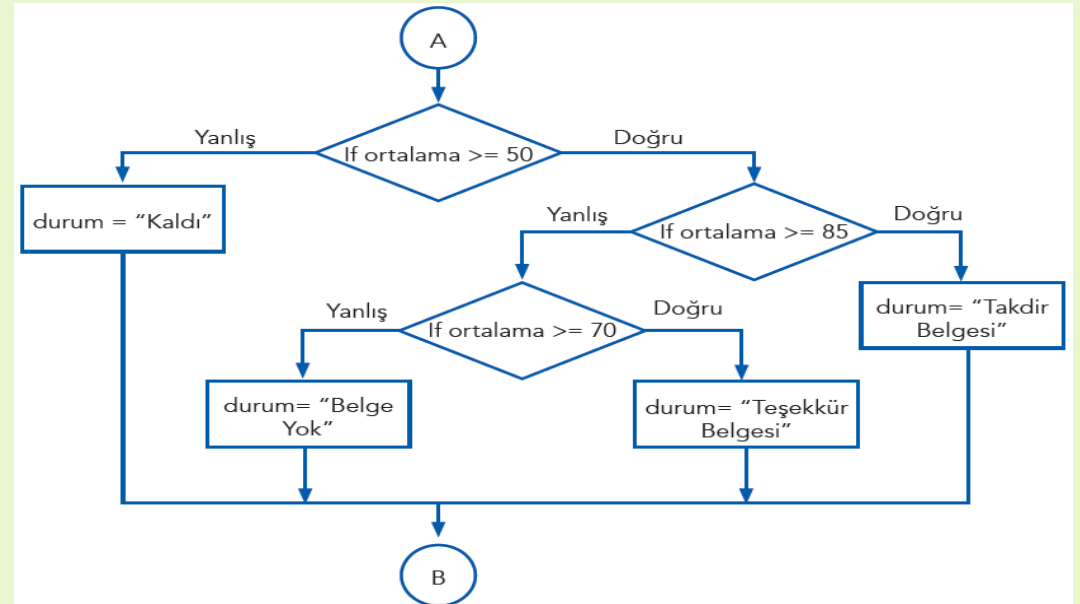 A
If ortalama >= 50
Yanlış
Doğru
durum = “Kaldı”
If ortalama >= 85
Yanlış
Doğru
durum= “Takdir
Belgesi”
If ortalama >= 70
Yanlış
Doğru
durum= “Belge
Yok”
durum= “Teşekkür
Belgesi”
B